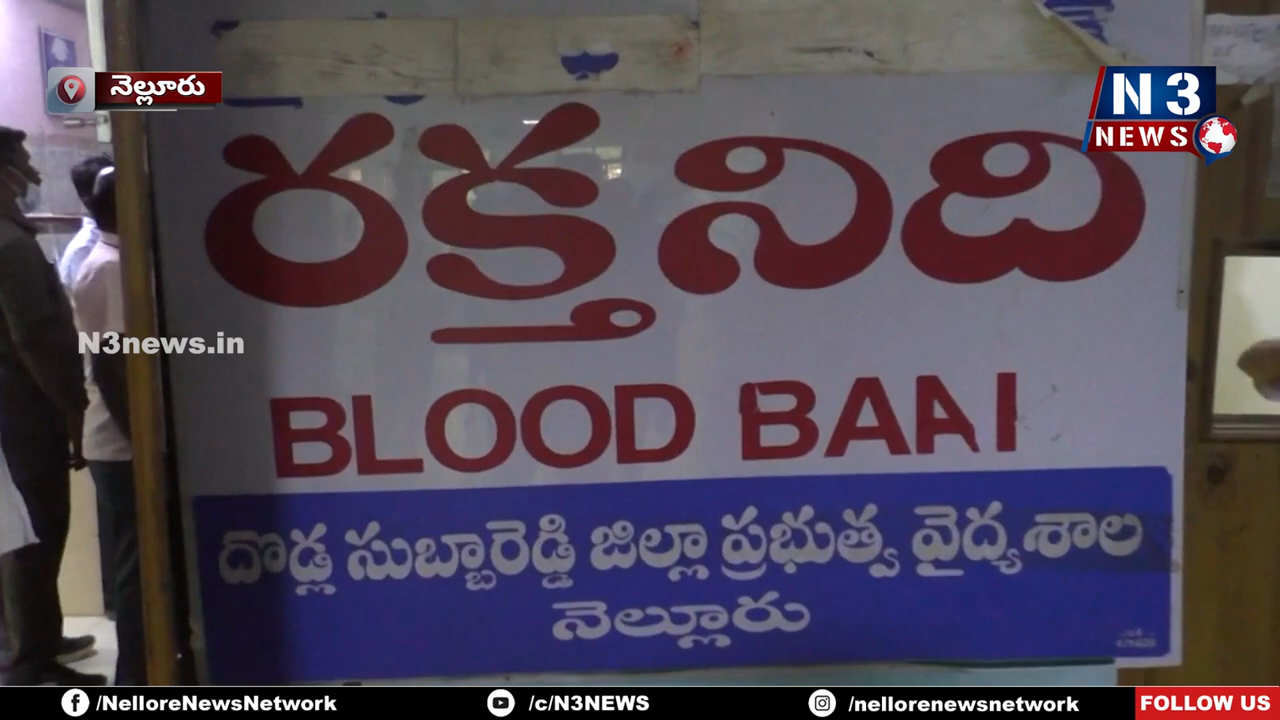 నెల్లూరు
N3
NEWS
రక్తనిది
N3news.in
BLOOD BAAI
దొడ్ల సుబ్బారెడ్డి జిల్లా ప్రభుత్వ వైద్యశాల
నెల్లూరు
/NelloreNewsNetwork
/c/N3NEWS
/nellorenewsnetwork
FOLLOW US